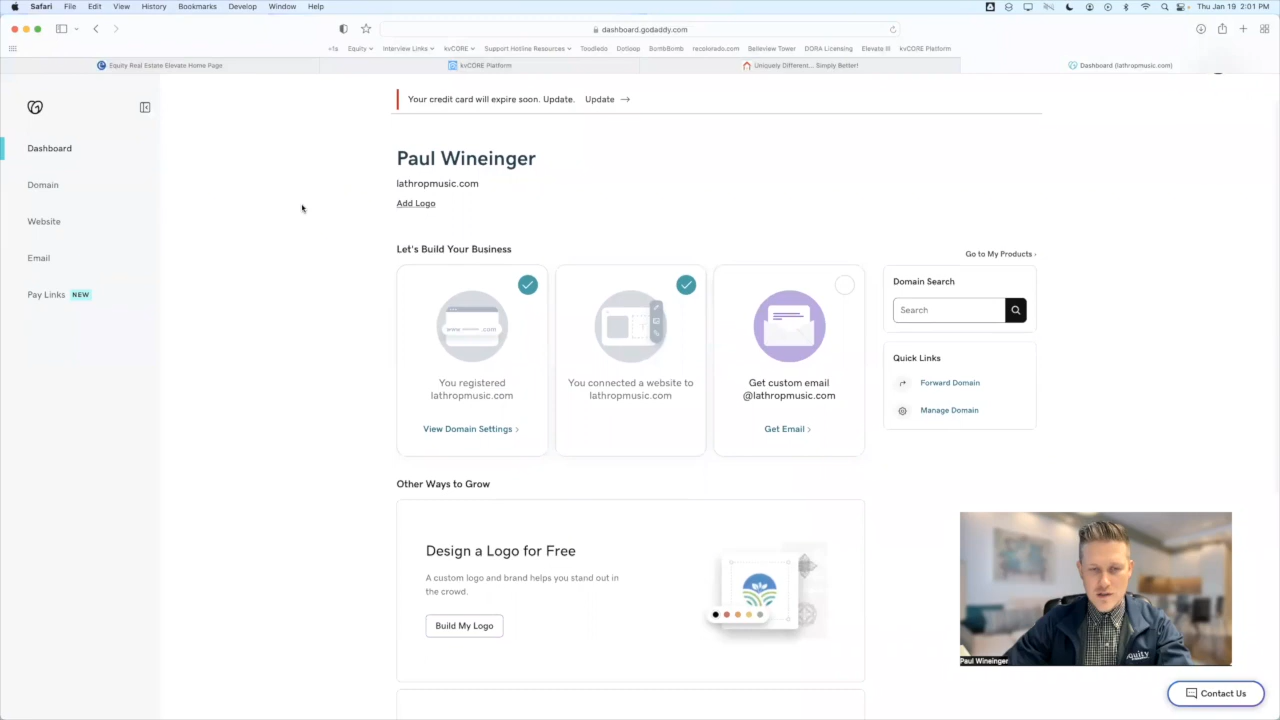 Safari File Edit View History Bookmarks Develop Window Help Thu Jan 19 2:01 PM
dashboard.godaddy.com
+1s Equity Interview Links kvCORE Support Hotline Resources Toodledo Dotloop BombBomb recolorado.com Belleview Tower DORA Licensing Elevate III kvCORE Platform
Equity Real Estate Elevate Home Page kvCORE Platform Uniquely Different... Simply Better! Dashboard (lathropmusic.com)
Your credit card will expire soon. Update. Update →
Dashboard
Domain
Website
Email
Pay Links NEW
Paul Wineinger
lathropmusic.com
Add Logo
Let's Build Your Business
Go to My Products ›
www .com
You registered
lathropmusic.com
View Domain Settings ›
You connected a website to
lathropmusic.com
Get custom email
@lathropmusic.com
Get Email ›
Domain Search
Search
Quick Links
Forward Domain
Manage Domain
Other Ways to Grow
Design a Logo for Free
A custom logo and brand helps you stand out in
the crowd.
Build My Logo
equity
Paul Wineinger
Contact Us